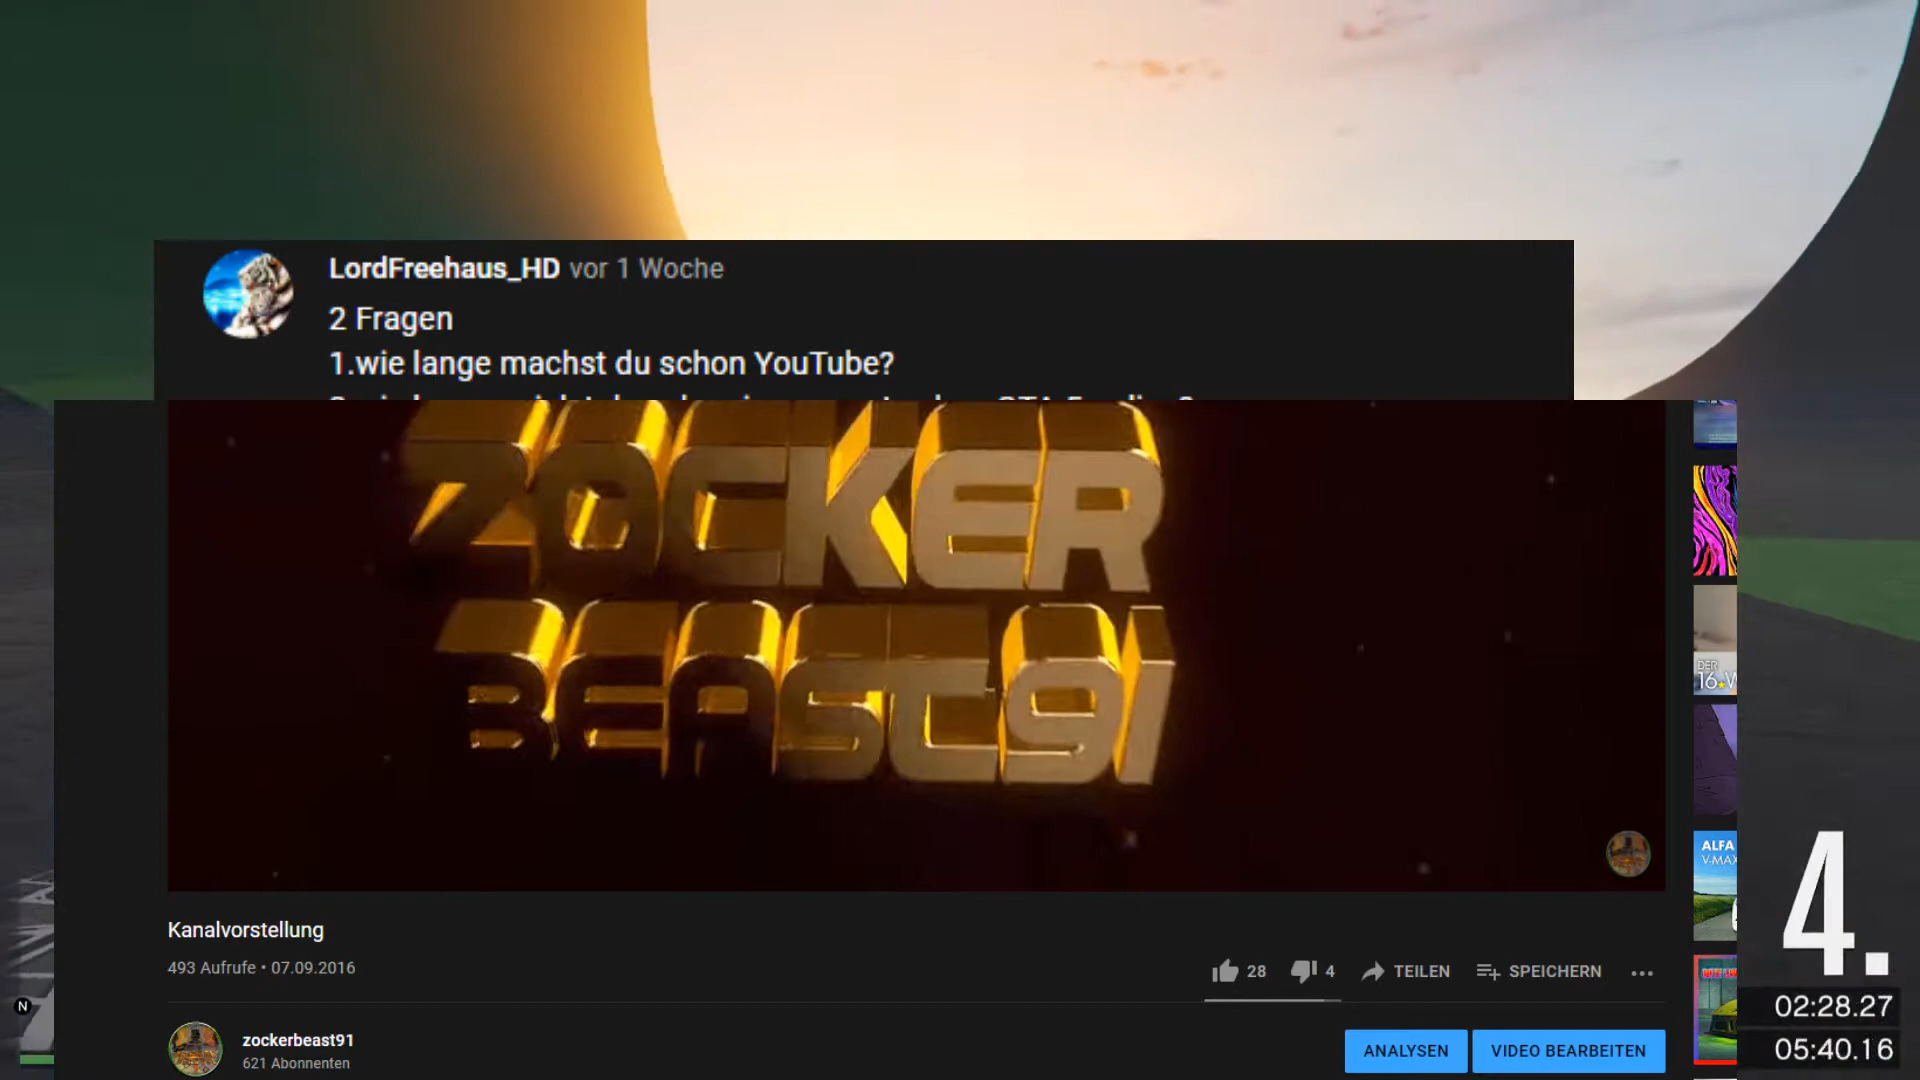 LordFreehaus_HD vor 1 Woche
2 Fragen
1.wie lange machst du schon YouTube?
ZOCKER
BEAST91
DER
16.
ALFA
V-MAX
Kanalvorstellung
493 Aufrufe • 07.09.2016
28 4 TEILEN SPEICHERN
zockerbeast91
621 Abonnenten
ANALYSEN VIDEO BEARBEITEN
N
4.
02:28.27
05:40.16